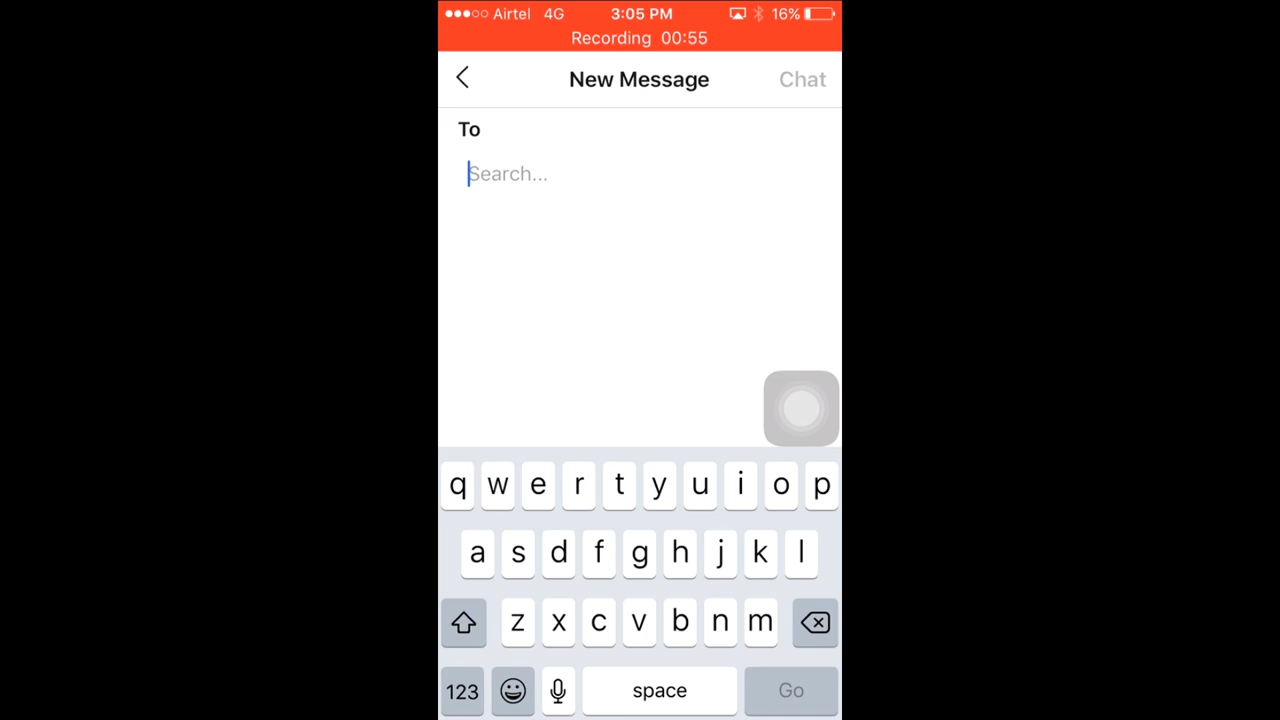 Airtel 4G 3:05 PM 16%
Recording 00:55
New Message Chat
To
Search...
q w e r t y u i o p
a s d f g h j k l
z x c v b n m
123 space Go